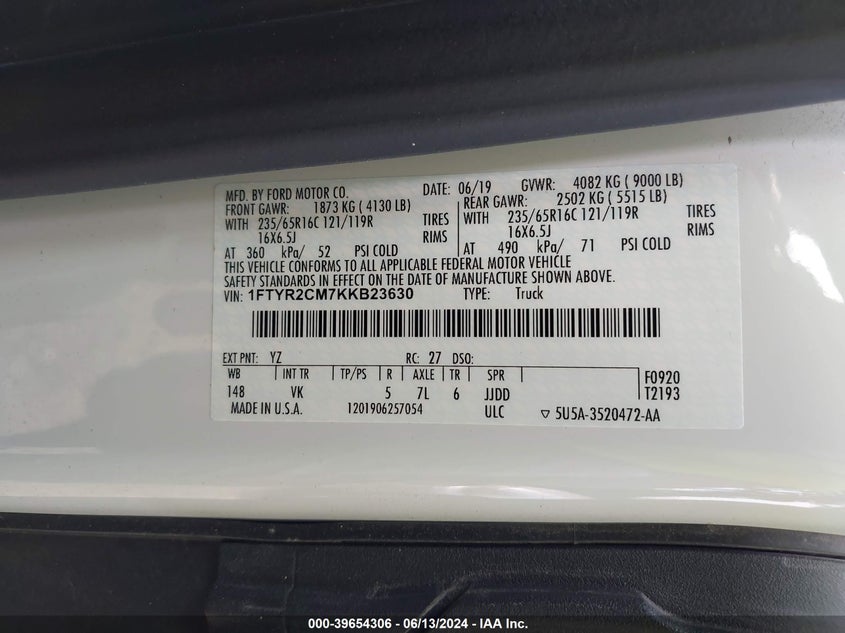 MFD. BY FORD MOTOR CO. DATE: 06/19 GVWR: 4082 KG ( 9000 LB)
FRONT GAWR: 1873 KG ( 4130 LB) REAR GAWR: 2502 KG ( 5515 LB)
WITH 235/65R16C 121/119R TIRES WITH 235/65R16C 121/119R TIRES
16X6.5J RIMS 16X6.5J RIMS
AT 360 kPa/ 52 PSI COLD AT 490 kPa/ 71 PSI COLD
THIS VEHICLE CONFORMS TO ALL APPLICABLE FEDERAL MOTOR VEHICLE
SAFETY STANDARDS IN EFFECT ON THE DATE OF MANUFACTURE SHOWN ABOVE.
VIN: 1FTYR2CM7KKB23630 TYPE: Truck
EXT PNT: YZ RC: 27 DSO:
WB INT TR TP/PS R AXLE TR SPR F0920
148 VK 5 7L 6 JJDD T2193
MADE IN U.S.A. 1201906257054 ULC ▽ 5U5A-3520472-AA
000-39654306 - 06/13/2024 - IAA Inc.